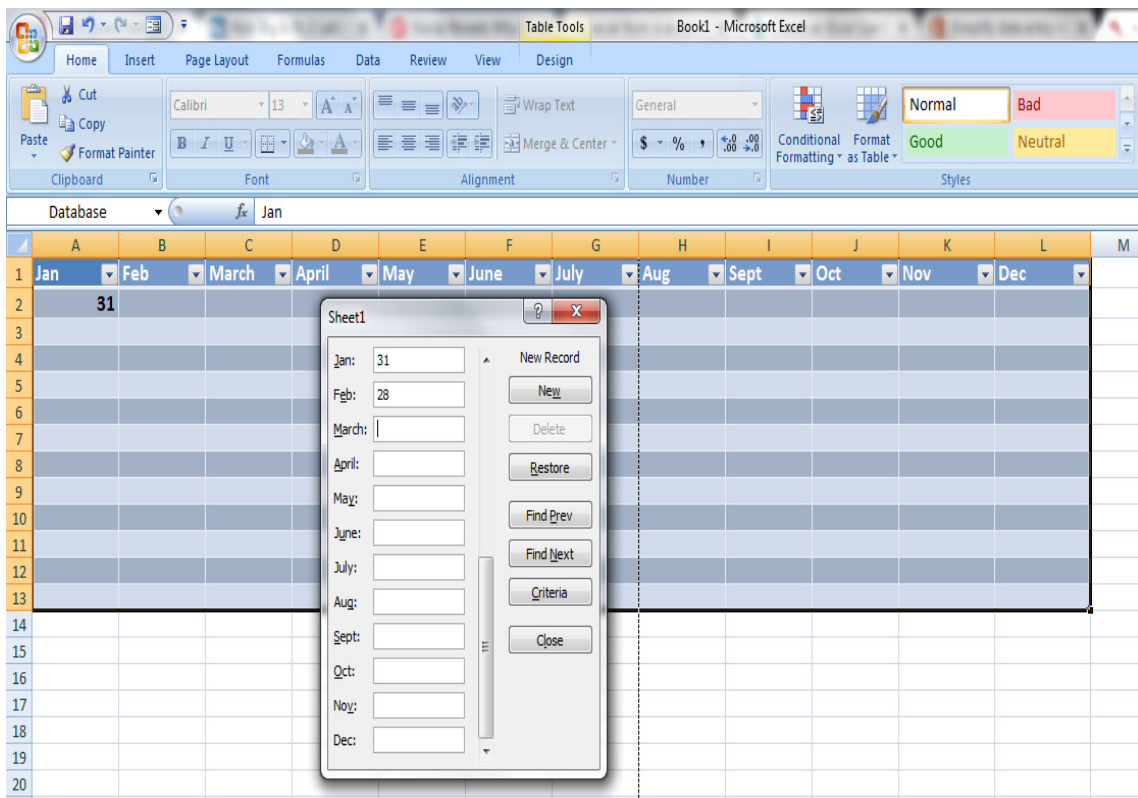 Table Tools Book1 - Microsoft Excel
Home Insert Page Layout Formulas Data Review View Design
Cut
Copy
Paste
Format Painter
Calibri 13 A A
B I U A
Wrap Text
Merge & Center
General
$ % , .0 .00 .00 .0
Conditional Formatting
Format as Table
Normal Bad
Good Neutral
Clipboard Font Alignment Number Styles
Database fx Jan
A B C D E F G H I J K L M
1 Jan Feb March April May June July Aug Sept Oct Nov Dec
2 31
3
4
5
6
7
8
9
10
11
12
13
14
15
16
17
18
19
20
Sheet1 ? X
Jan: 31
Feb: 28
March:
April:
May:
June:
July:
Aug:
Sept:
Oct:
Nov:
Dec:
New Record
New
Delete
Restore
Find Prev
Find Next
Criteria
Close